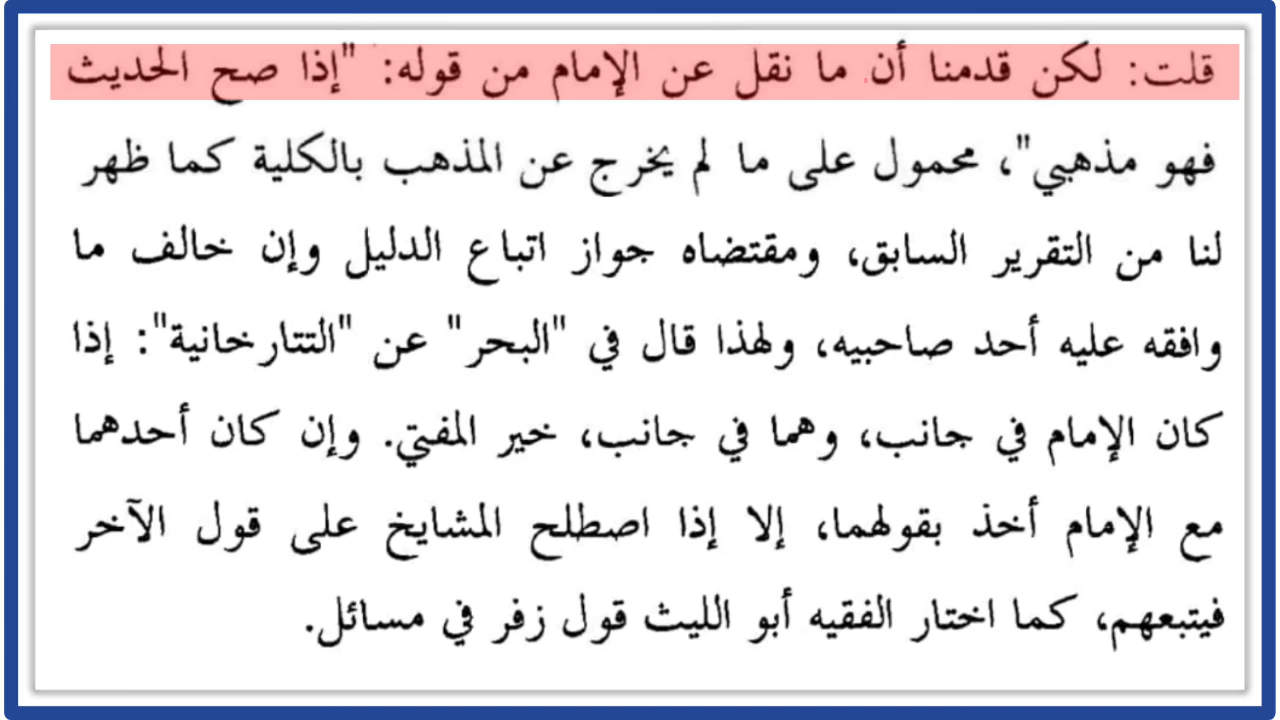 قلت: لكن قدمنا أن ما نقل عن الإمام من قوله: "إذا صح الحديث
فهو مذهبي"، محمول على ما لم يخرج عن المذهب بالكلية كما ظهر
لنا من التقرير السابق، ومقتضاه جواز اتباع الدليل وإن خالف ما
وافقه عليه أحد صاحبيه، ولهذا قال في "البحر" عن "التتارخانية": إذا
كان الإمام في جانب، وهما في جانب، خير المفتي. وإن كان أحدهما
مع الإمام أخذ بقولهما، إلا إذا اصطلح المشايخ على قول الآخر
فيتبعهم، كما اختار الفقيه أبو الليث قول زفر في مسائل.